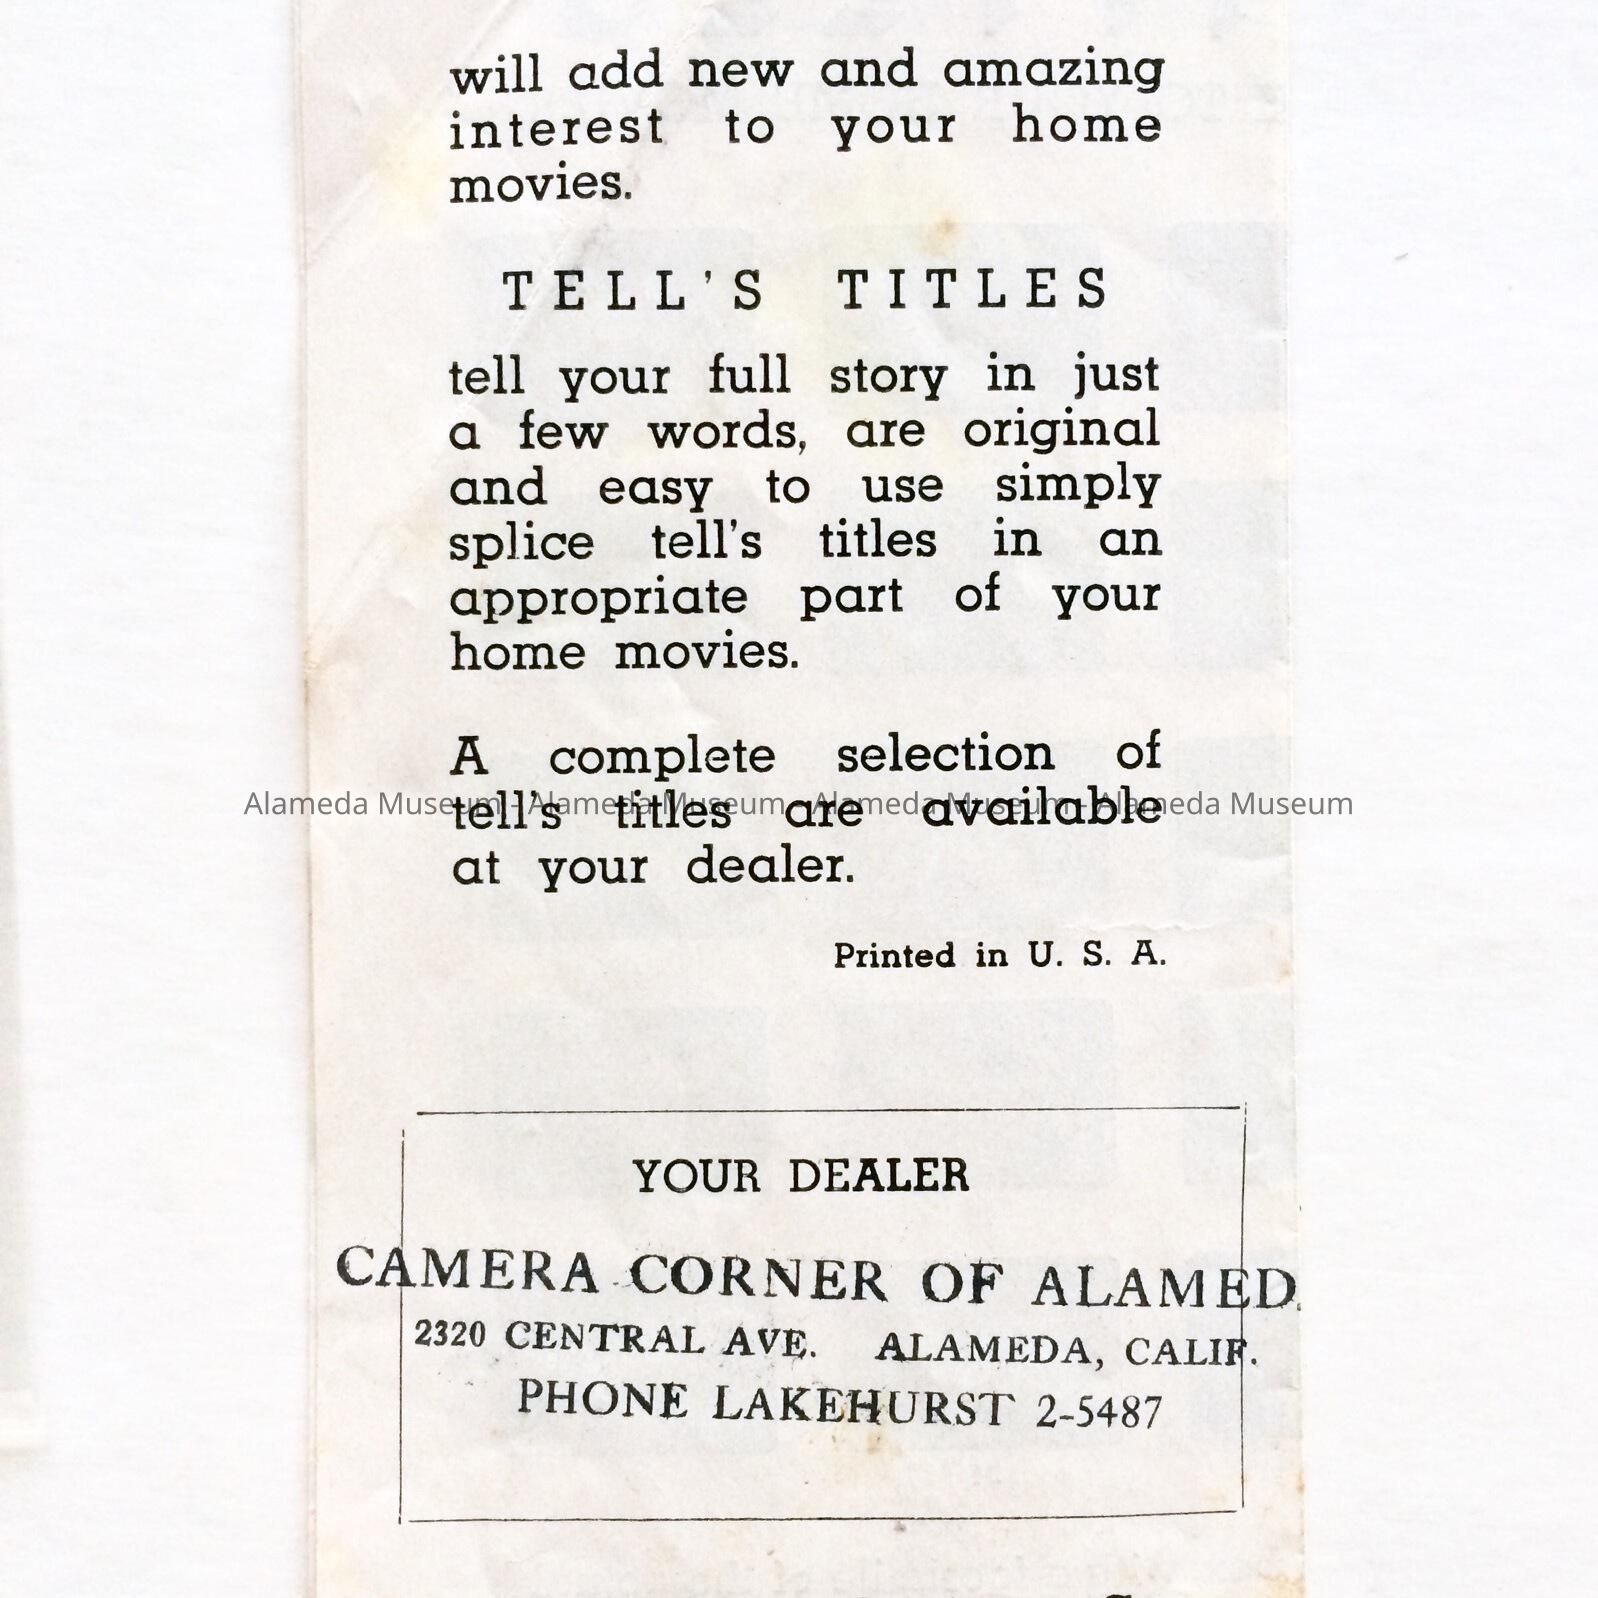 will add new and amazing
interest to your home
movies.
TELL'S TITLES
tell your full story in just
a few words, are original
and easy to use simply
splice tell's titles in an
appropriate part of your
home movies.
A complete selection of
tell's titles are available
Alameda Museum - Alameda Museum - Alameda Museum - Alameda Museum
at your dealer.
Printed in U. S. A.
YOUR DEALER
CAMERA CORNER OF ALAMED
2320 CENTRAL AVE. ALAMEDA, CALIF.
PHONE LAKEHURST 2-5487